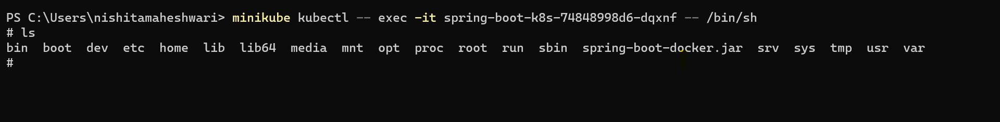 PS C:\Users\nishitamaheshwari> minikube kubectl -- exec -it spring-boot-k8s-74848998d6-dqxnf -- /bin/sh
# ls
bin  boot  dev  etc  home  lib  lib64  media  mnt  opt  proc  root  run  sbin  spring-boot-docker.jar  srv  sys  tmp  usr  var
#